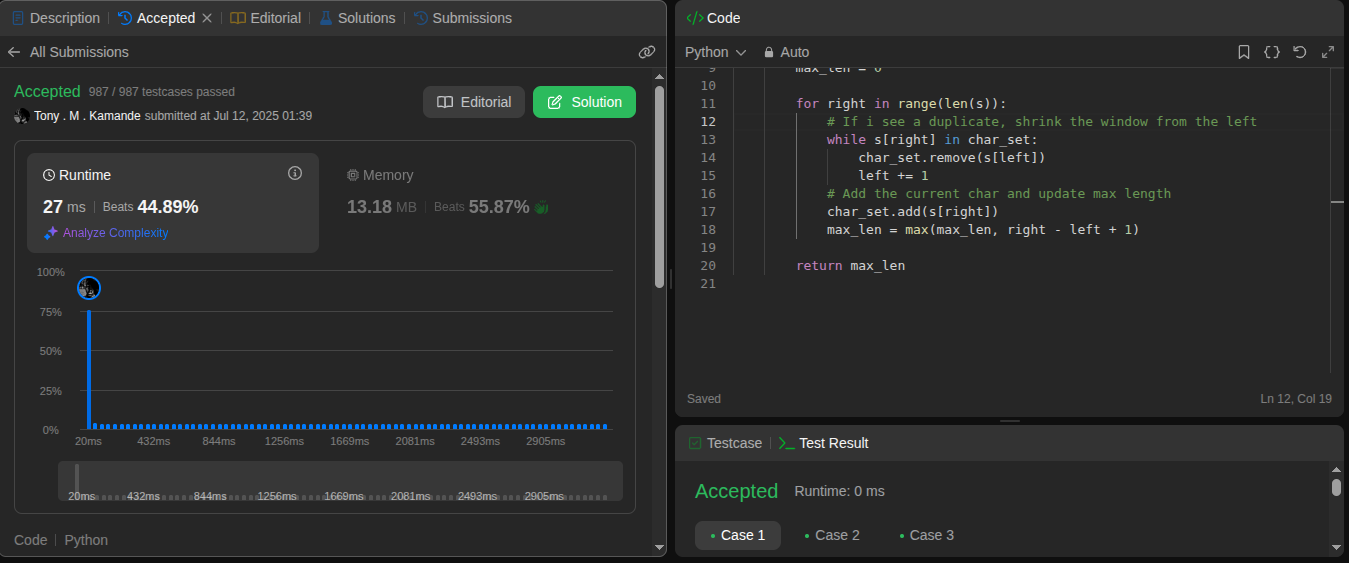 Description Accepted Editorial Solutions Submissions
All Submissions
Accepted 987 / 987 testcases passed
Tony . M . Kamande submitted at Jul 12, 2025 01:39
Editorial
Solution
Runtime
27 ms Beats 44.89%
Analyze Complexity
Memory
13.18 MB Beats 55.87%
100%
75%
50%
25%
0%
20ms 432ms 844ms 1256ms 1669ms 2081ms 2493ms 2905ms
20ms 432ms 844ms 1256ms 1669ms 2081ms 2493ms 2905ms
Code Python
</> Code
Python Auto
9 max_len = 0
10
11 for right in range(len(s)):
12 # If i see a duplicate, shrink the window from the left
13 while s[right] in char_set:
14 char_set.remove(s[left])
15 left += 1
16 # Add the current char and update max length
17 char_set.add(s[right])
18 max_len = max(max_len, right - left + 1)
19
20 return max_len
21
Saved Ln 12, Col 19
Testcase >_ Test Result
Accepted Runtime: 0 ms
Case 1 Case 2 Case 3